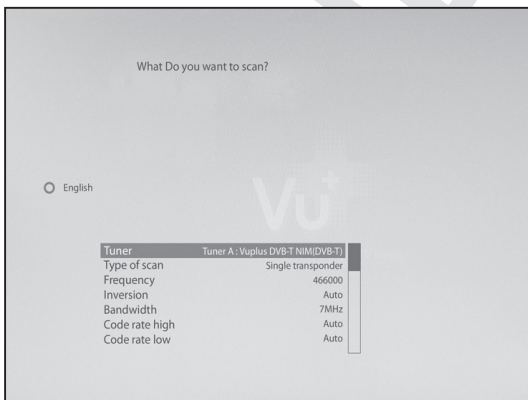 What Do you want to scan?
English
Vu+
Tuner Tuner A : Vuplus DVB-T NIM(DVB-T)
Type of scan Single transponder
Frequency 466000
Inversion Auto
Bandwidth 7MHz
Code rate high Auto
Code rate low Auto